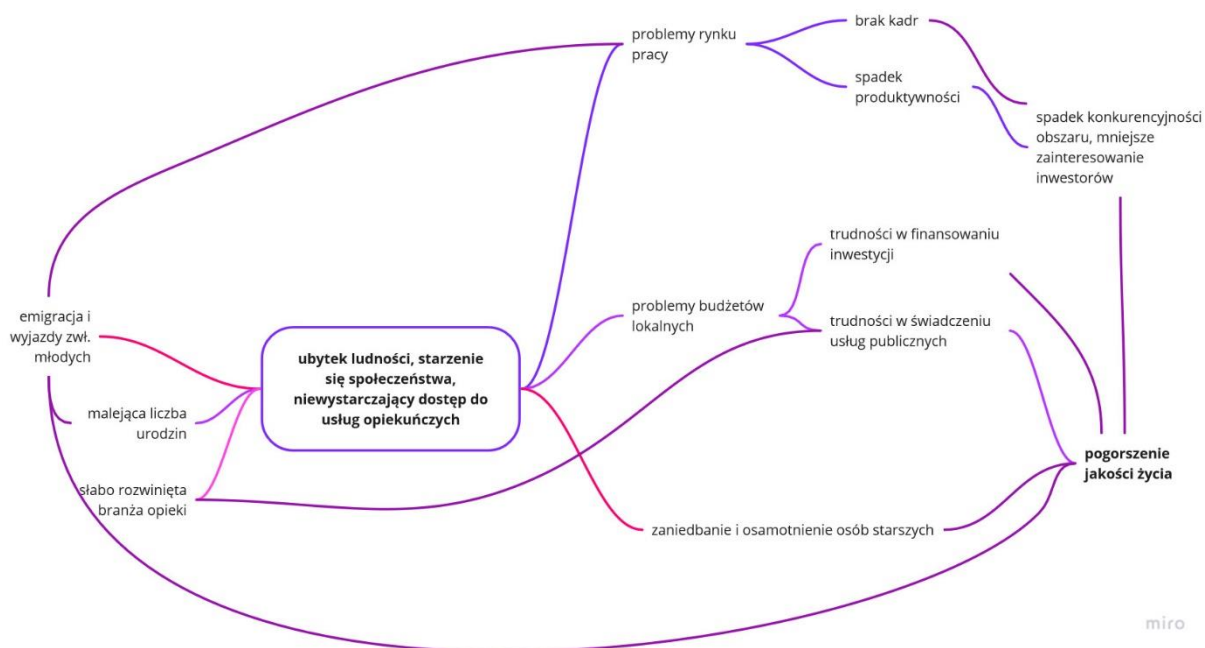 brak kadr
problemy rynku
pracy
spadek
produktywności
spadek konkurencyjności
obszaru, mniejsze
zainteresowanie
inwestorów
trudności w finansowaniu
inwestycji
problemy budżetów
lokalnych
trudności w świadczeniu
usług publicznych
emigracja i
wyjazdy zwł.
młodych
ubytek ludności, starzenie
się społeczeństwa,
niewystarczający dostęp do
usług opiekuńczych
malejąca liczba
urodzin
słabo rozwinięta
branża opieki
pogorszenie
jakości życia
zaniedbanie i osamotnienie osób starszych
miro